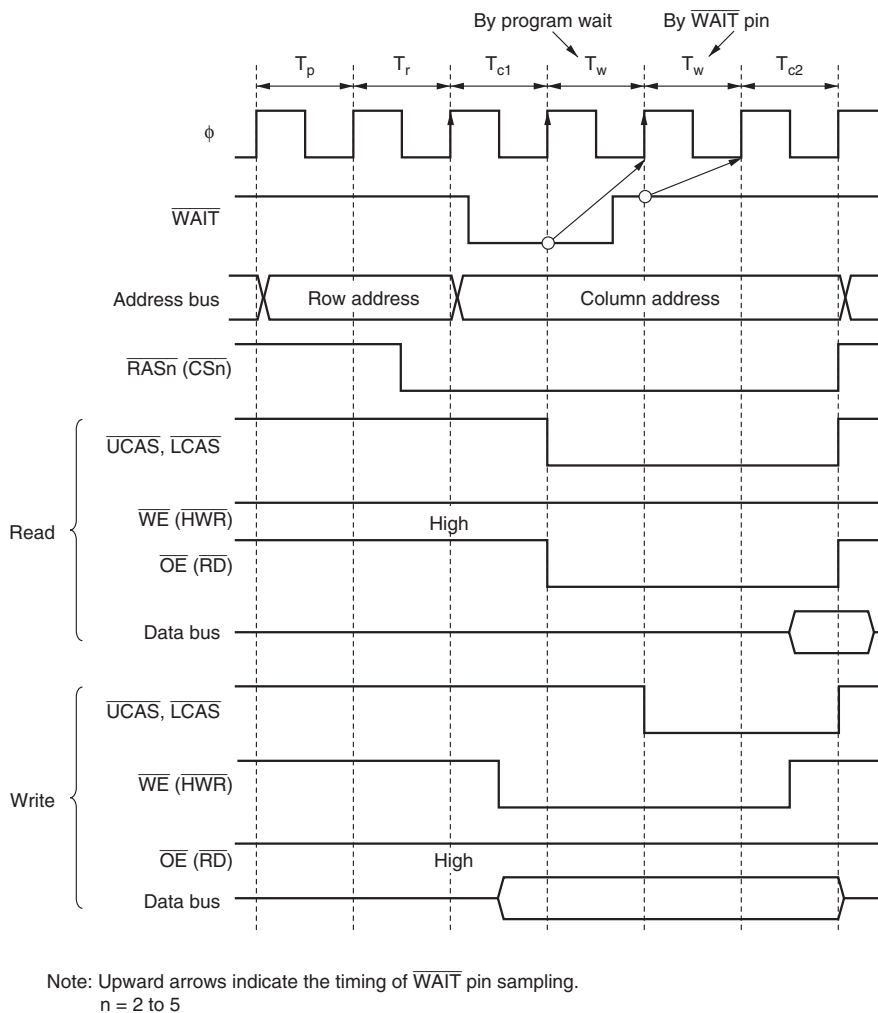 By program wait
By WAIT pin
Tp Tr Tc1 Tw Tw Tc2
ϕ
WAIT
Address bus
Row address
Column address
RASn (CSn)
Read
UCAS, LCAS
WE (HWR)
High
OE (RD)
Data bus
Write
UCAS, LCAS
WE (HWR)
OE (RD)
High
Data bus
Note: Upward arrows indicate the timing of WAIT pin sampling.
n = 2 to 5